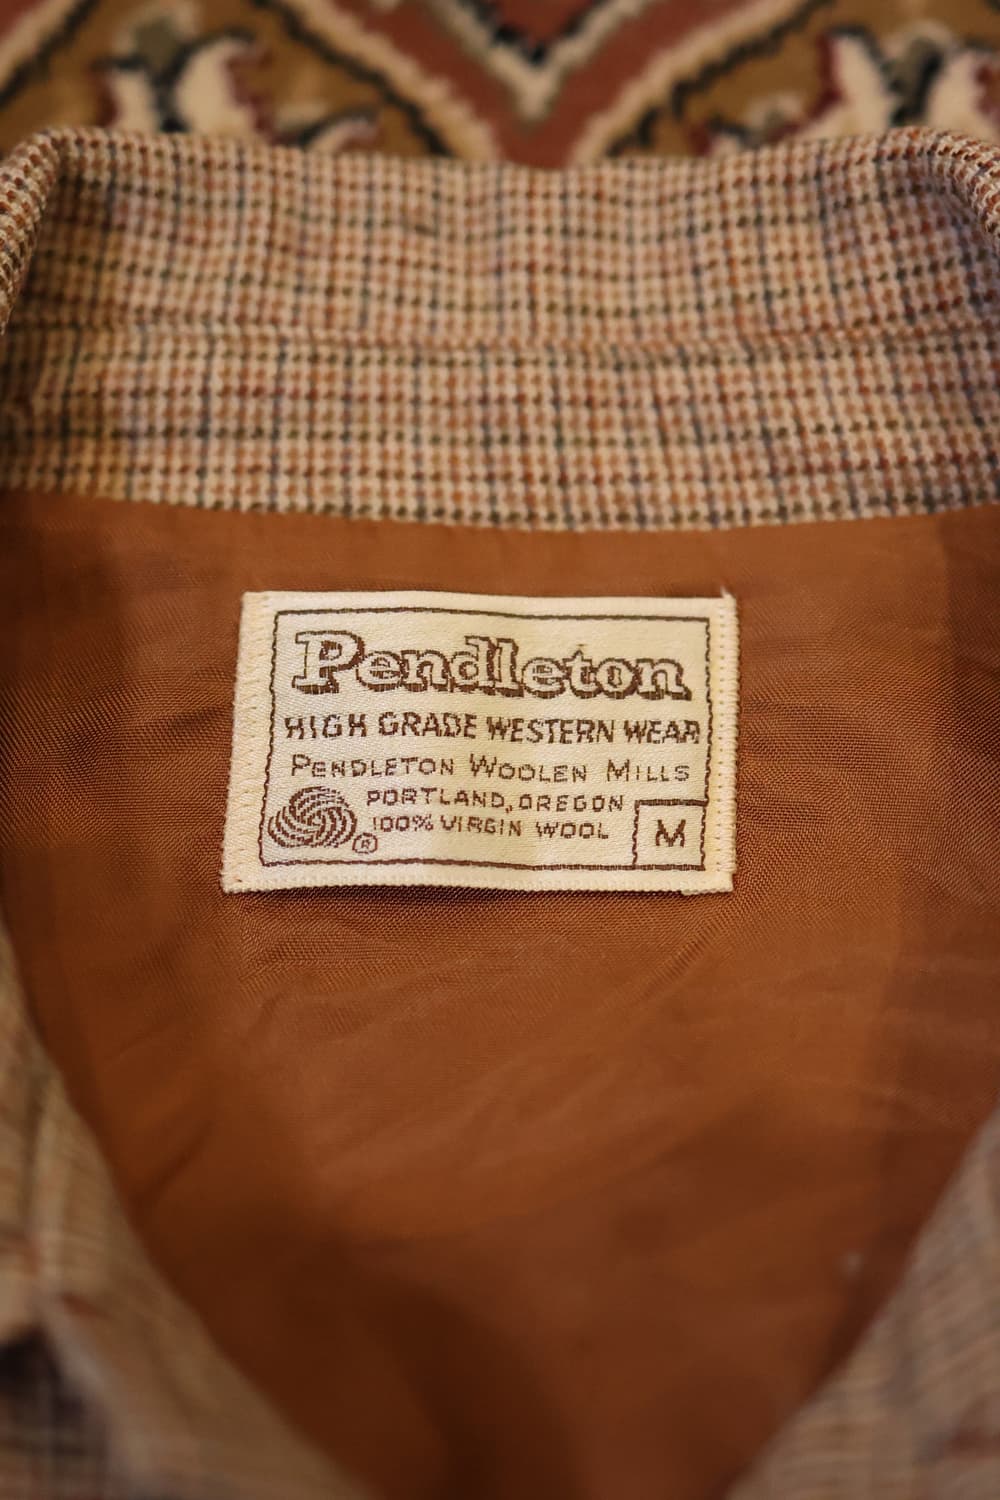 Pendleton
HIGH GRADE WESTERN WEAR
PENDLETON WOOLEN MILLS
PORTLAND, OREGON
100% VIRGIN WOOL
®
M